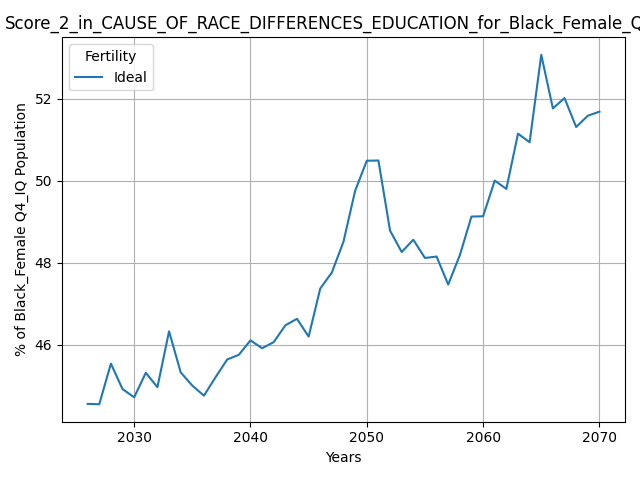 Score_2_in_CAUSE_OF_RACE_DIFFERENCES_EDUCATION_for_Black_Female_Q
Fertility
Ideal
% of Black_Female Q4_IQ Population
52
50
48
46
2030 2040 2050 2060 2070
Years